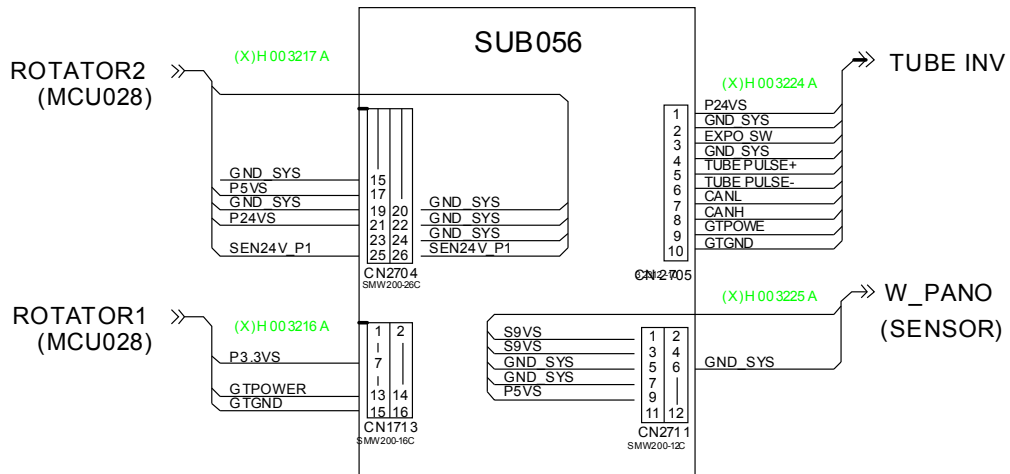 SUB056
ROTATOR2
(MCU028)
(X)H003217A
GND_SYS
P5VS
GND_SYS
P24VS
SEN24V_P1
15
17
19 20
21 22
23 24
25 26
GND_SYS
GND_SYS
GND_SYS
SEN24V_P1
CN2704
SMW200-26C
TUBE INV
(X)H003224A
1
2
3
4
5
6
7
8
9
10
P24VS
GND_SYS
EXPO_SW
GND_SYS
TUBE PULSE+
TUBE PULSE-
CANL
CANH
GTPOWE
GTGND
CN2705
ROTATOR1
(MCU028)
(X)H003216A
P3.3VS
GTPOWER
GTGND
1 2
7
13 14
15 16
CN1713
SMW200-16C
W_PANO
(SENSOR)
(X)H003225A
S9VS
S9VS
GND_SYS
GND_SYS
P5VS
1 2
3 4
5 6
7
9
11 12
GND_SYS
CN2711
SMW200-12C